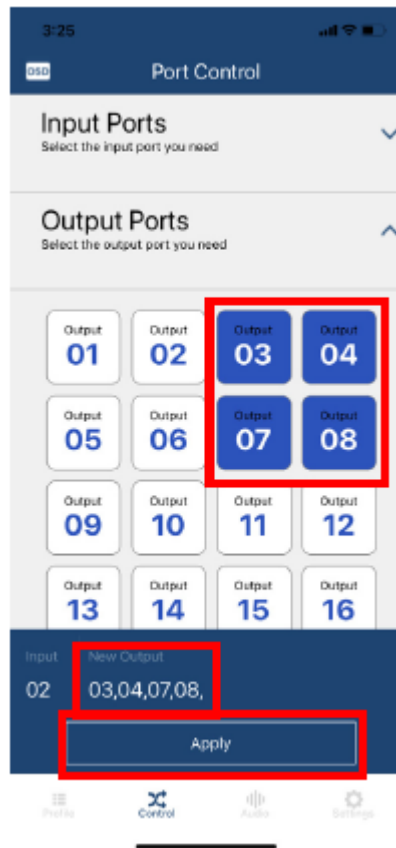 3:25
OSD
Port Control
Input Ports
Select the input port you need
Output Ports
Select the output port you need
Output Output Output Output
01 02 03 04
Output Output Output Output
05 06 07 08
Output Output Output Output
09 10 11 12
Output Output Output Output
13 14 15 16
Input New Output
02 03,04,07,08,
Apply
Profile Control Audio Settings